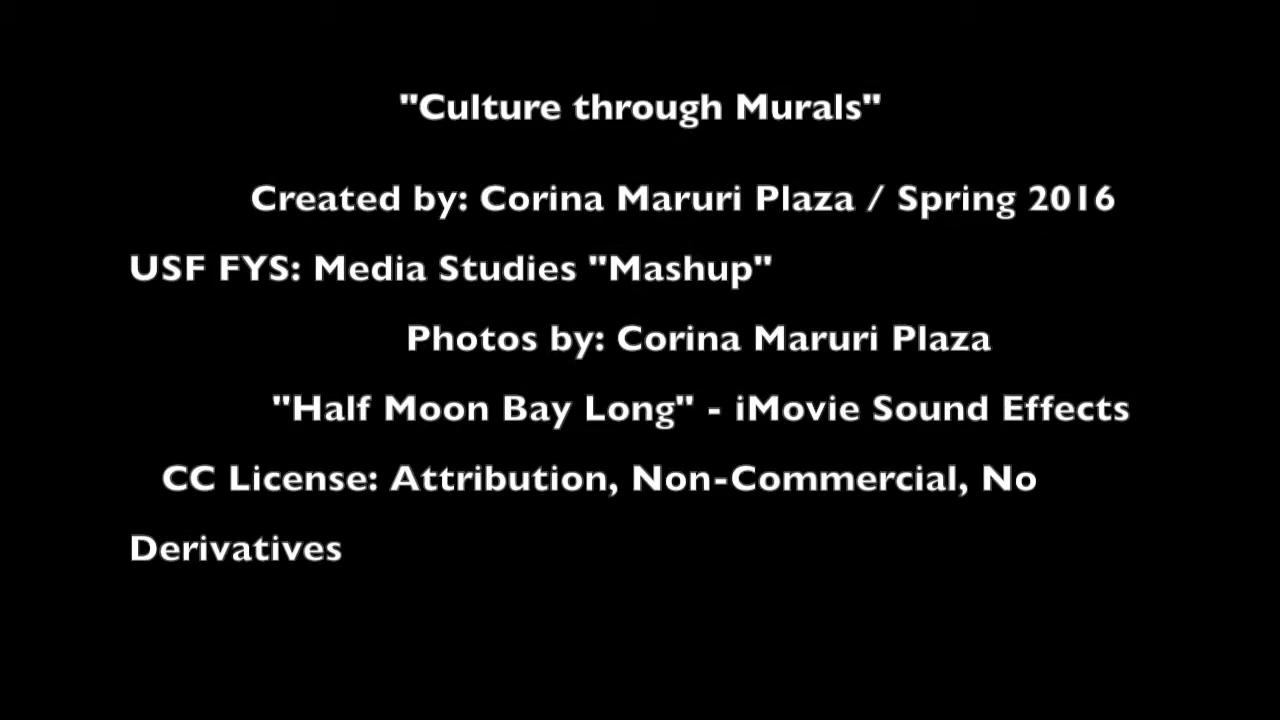 "Culture through Murals"
Created by: Corina Maruri Plaza / Spring 2016
USF FYS: Media Studies "Mashup"
Photos by: Corina Maruri Plaza
"Half Moon Bay Long" - iMovie Sound Effects
CC License: Attribution, Non-Commercial, No
Derivatives